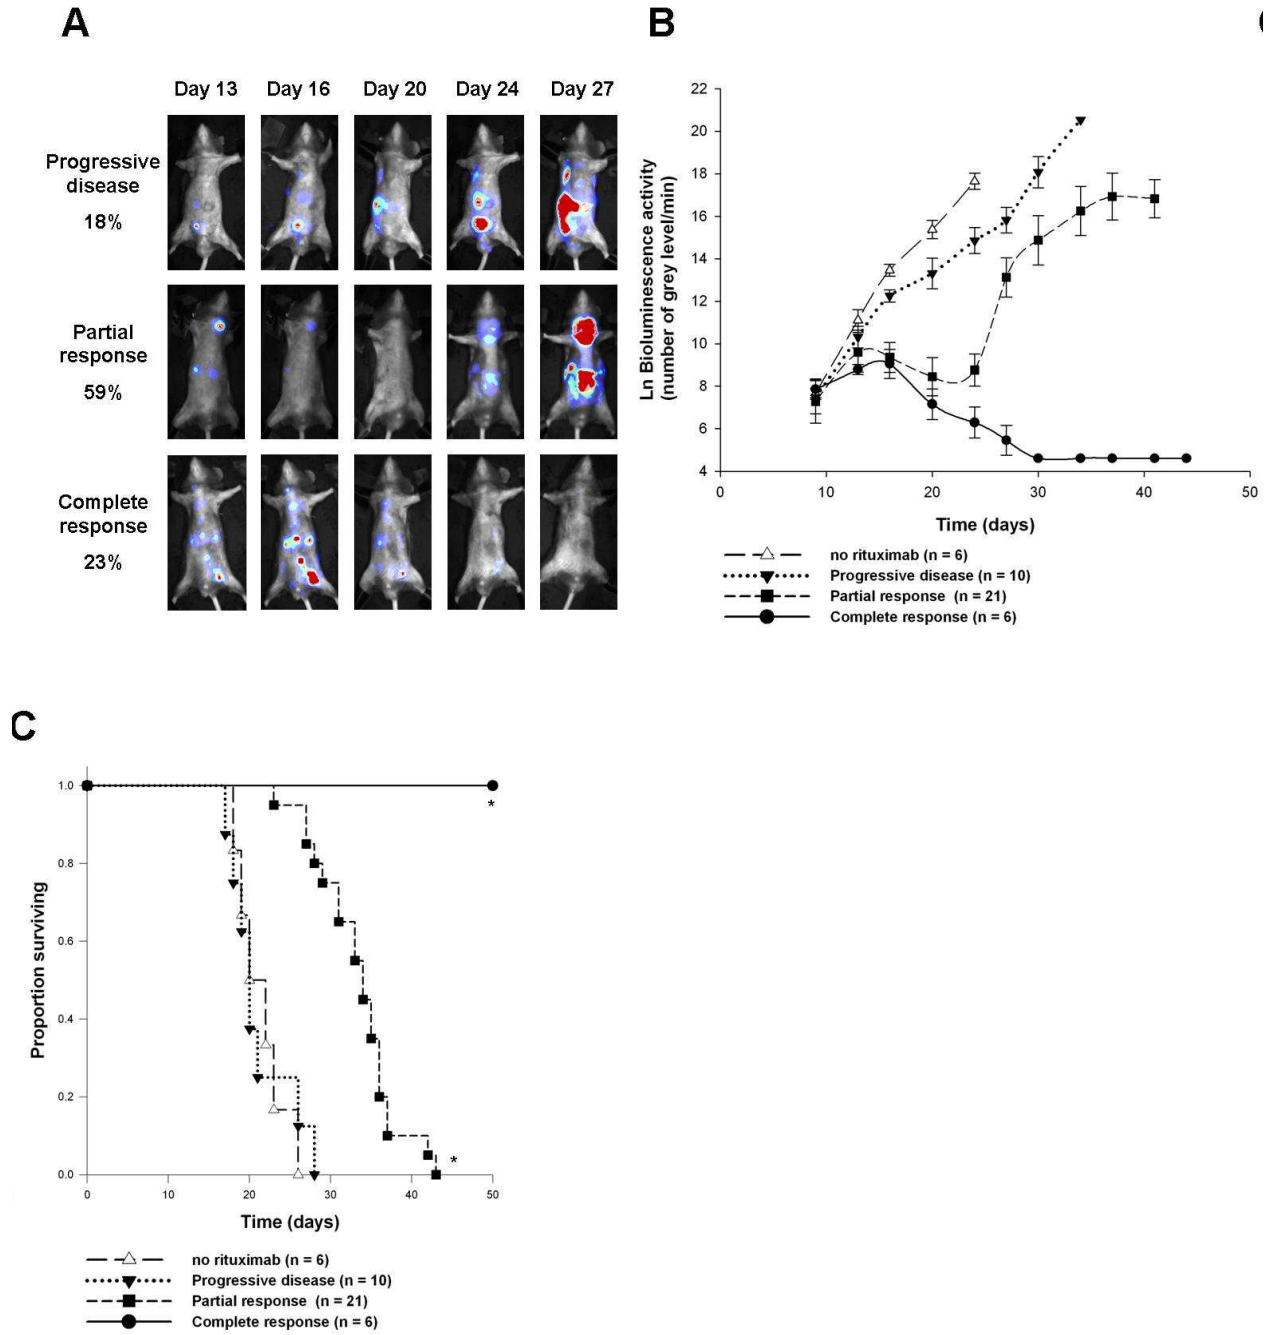 A
Day 13 Day 16 Day 20 Day 24 Day 27
Progressive
disease
18%
Partial
response
59%
Complete
response
23%
B
22
20
18
16
14
12
10
8
6
4
Ln Bioluminescence activity
(number of grey level/min)
0 10 20 30 40 50
Time (days)
no rituximab (n = 6)
Progressive disease (n = 10)
Partial response (n = 21)
Complete response (n = 6)
C
1.0
0.8
0.6
0.4
0.2
0.0
Proportion surviving
*
*
0 10 20 30 40 50
Time (days)
no rituximab (n = 6)
Progressive disease (n = 10)
Partial response (n = 21)
Complete response (n = 6)